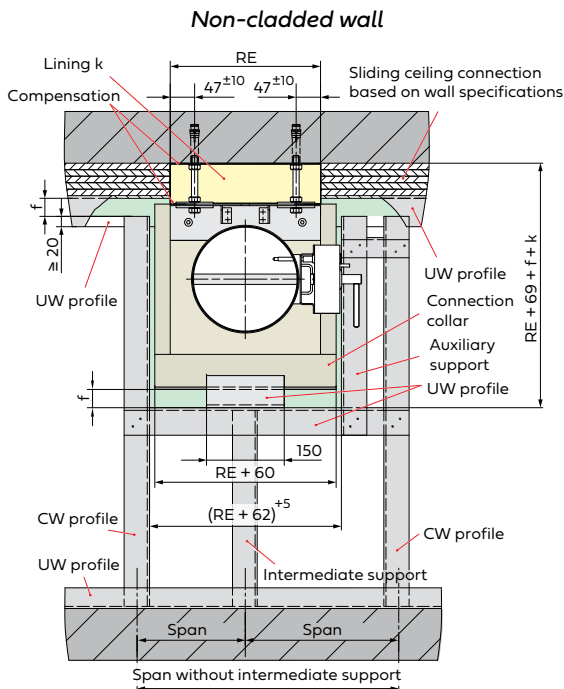 Non-cladded wall
RE
Lining k
47±10
47±10
Compensation
Sliding ceiling connection
based on wall specifications
f
≥ 20
UW profile
UW profile
RE + 69 + f + k
Connection
collar
Auxiliary
support
UW profile
f
150
RE + 60
(RE + 62)+5
CW profile
CW profile
UW profile
Intermediate support
Span
Span
Span without intermediate support